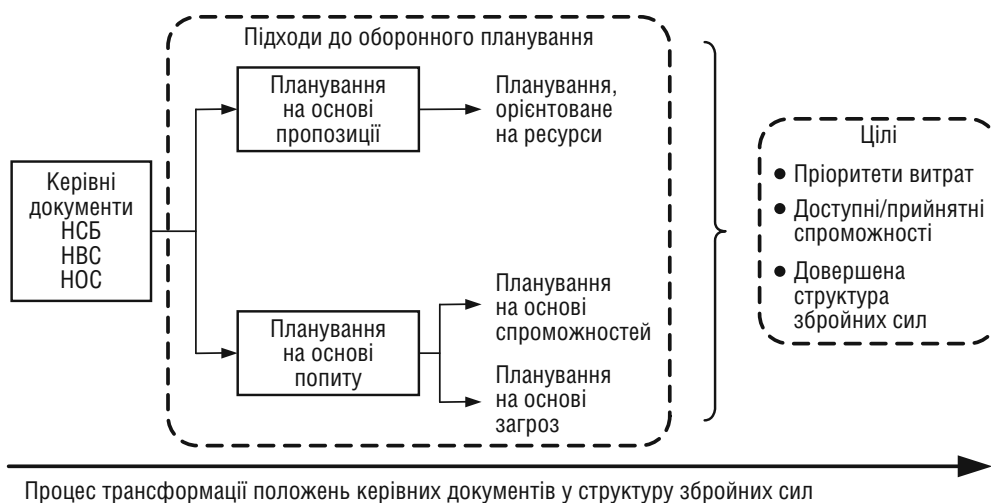 Підходи до оборонного планування
Керівні
документи
НСБ
НВС
НОС
Планування
на основі
пропозиції
Планування,
орієнтоване
на ресурси
Планування
на основі
попиту
Планування
на основі
спроможностей
Планування
на основі
загроз
Цілі
● Пріоритети витрат
● Доступні/прийнятні
спроможності
● Довершена
структура
збройних сил
Процес трансформації положень керівних документів у структуру збройних сил